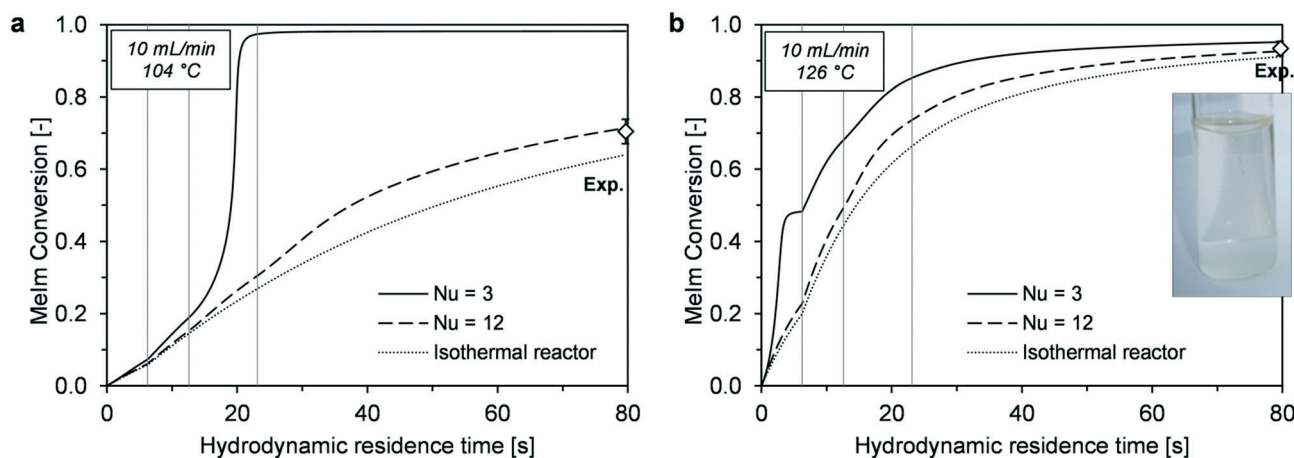 a
10 mL/min
104 °C
MeIm Conversion [-]
1.0
0.8
0.6
0.4
0.2
0.0
Exp.
Nu = 3
Nu = 12
Isothermal reactor
0 20 40 60 80
Hydrodynamic residence time [s]
b
10 mL/min
126 °C
MeIm Conversion [-]
1.0
0.8
0.6
0.4
0.2
0.0
Exp.
Nu = 3
Nu = 12
Isothermal reactor
0 20 40 60 80
Hydrodynamic residence time [s]